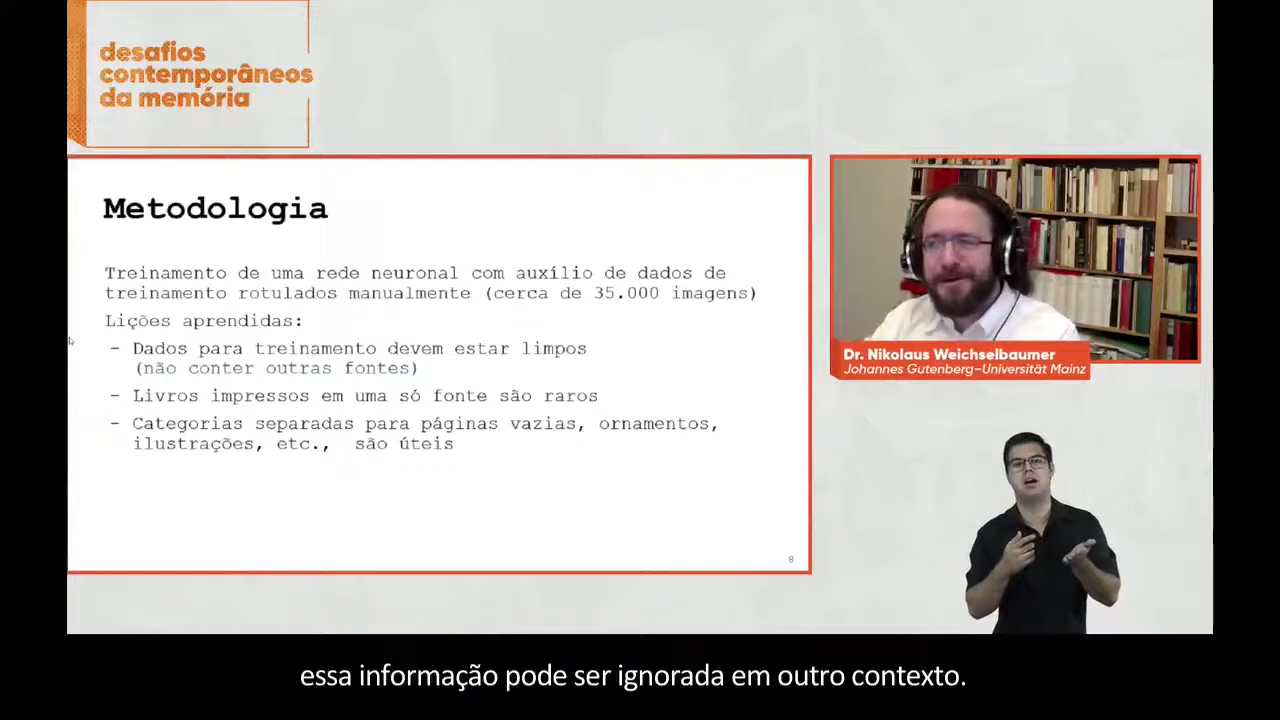 desafios
contemporâneos
da memória
Metodologia
Treinamento de uma rede neuronal com auxílio de dados de
treinamento rotulados manualmente (cerca de 35.000 imagens)
Lições aprendidas:
- Dados para treinamento devem estar limpos
(não conter outras fontes)
- Livros impressos em uma só fonte são raros
- Categorias separadas para páginas vazias, ornamentos,
ilustrações, etc., são úteis
8
Dr. Nikolaus Weichselbaumer
Johannes Gutenberg-Universität Mainz
essa informação pode ser ignorada em outro contexto.